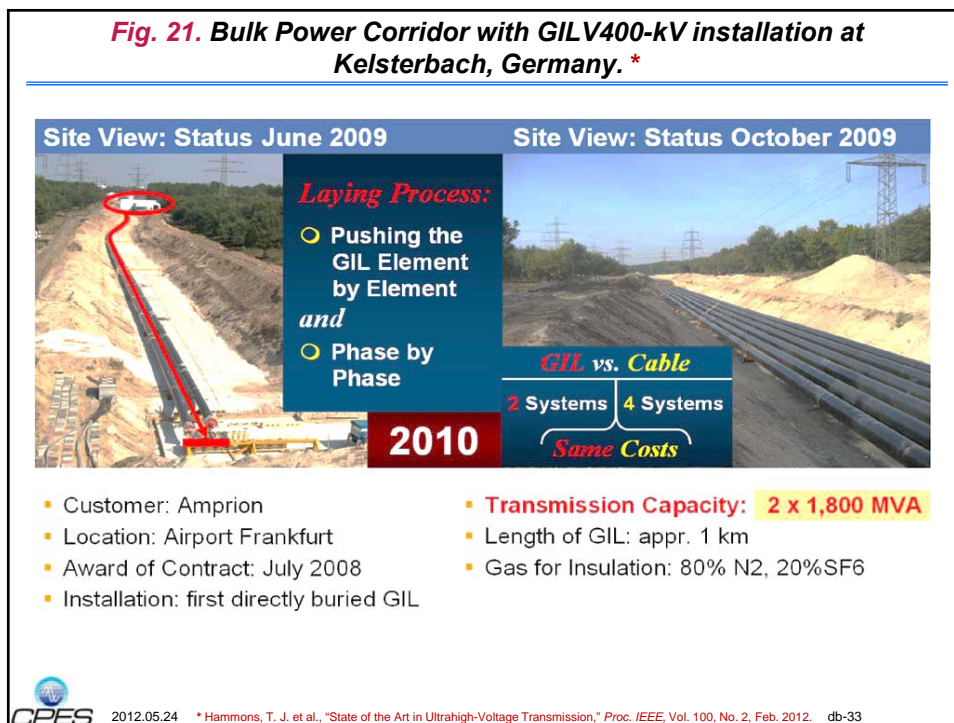 Fig. 21. Bulk Power Corridor with GILV400-kV installation at
Kelsterbach, Germany. *
Site View: Status June 2009
Site View: Status October 2009
Laying Process:
Pushing the
GIL Element
by Element
and
Phase by
Phase
2010
GIL vs. Cable
2 Systems 4 Systems
Same Costs
▪ Customer: Amprion
▪ Location: Airport Frankfurt
▪ Award of Contract: July 2008
▪ Installation: first directly buried GIL
▪ Transmission Capacity: 2 x 1,800 MVA
▪ Length of GIL: appr. 1 km
▪ Gas for Insulation: 80% N2, 20%SF6
CPES 2012.05.24 * Hammons, T. J. et al., “State of the Art in Ultrahigh-Voltage Transmission,” Proc. IEEE, Vol. 100, No. 2, Feb. 2012. db-33